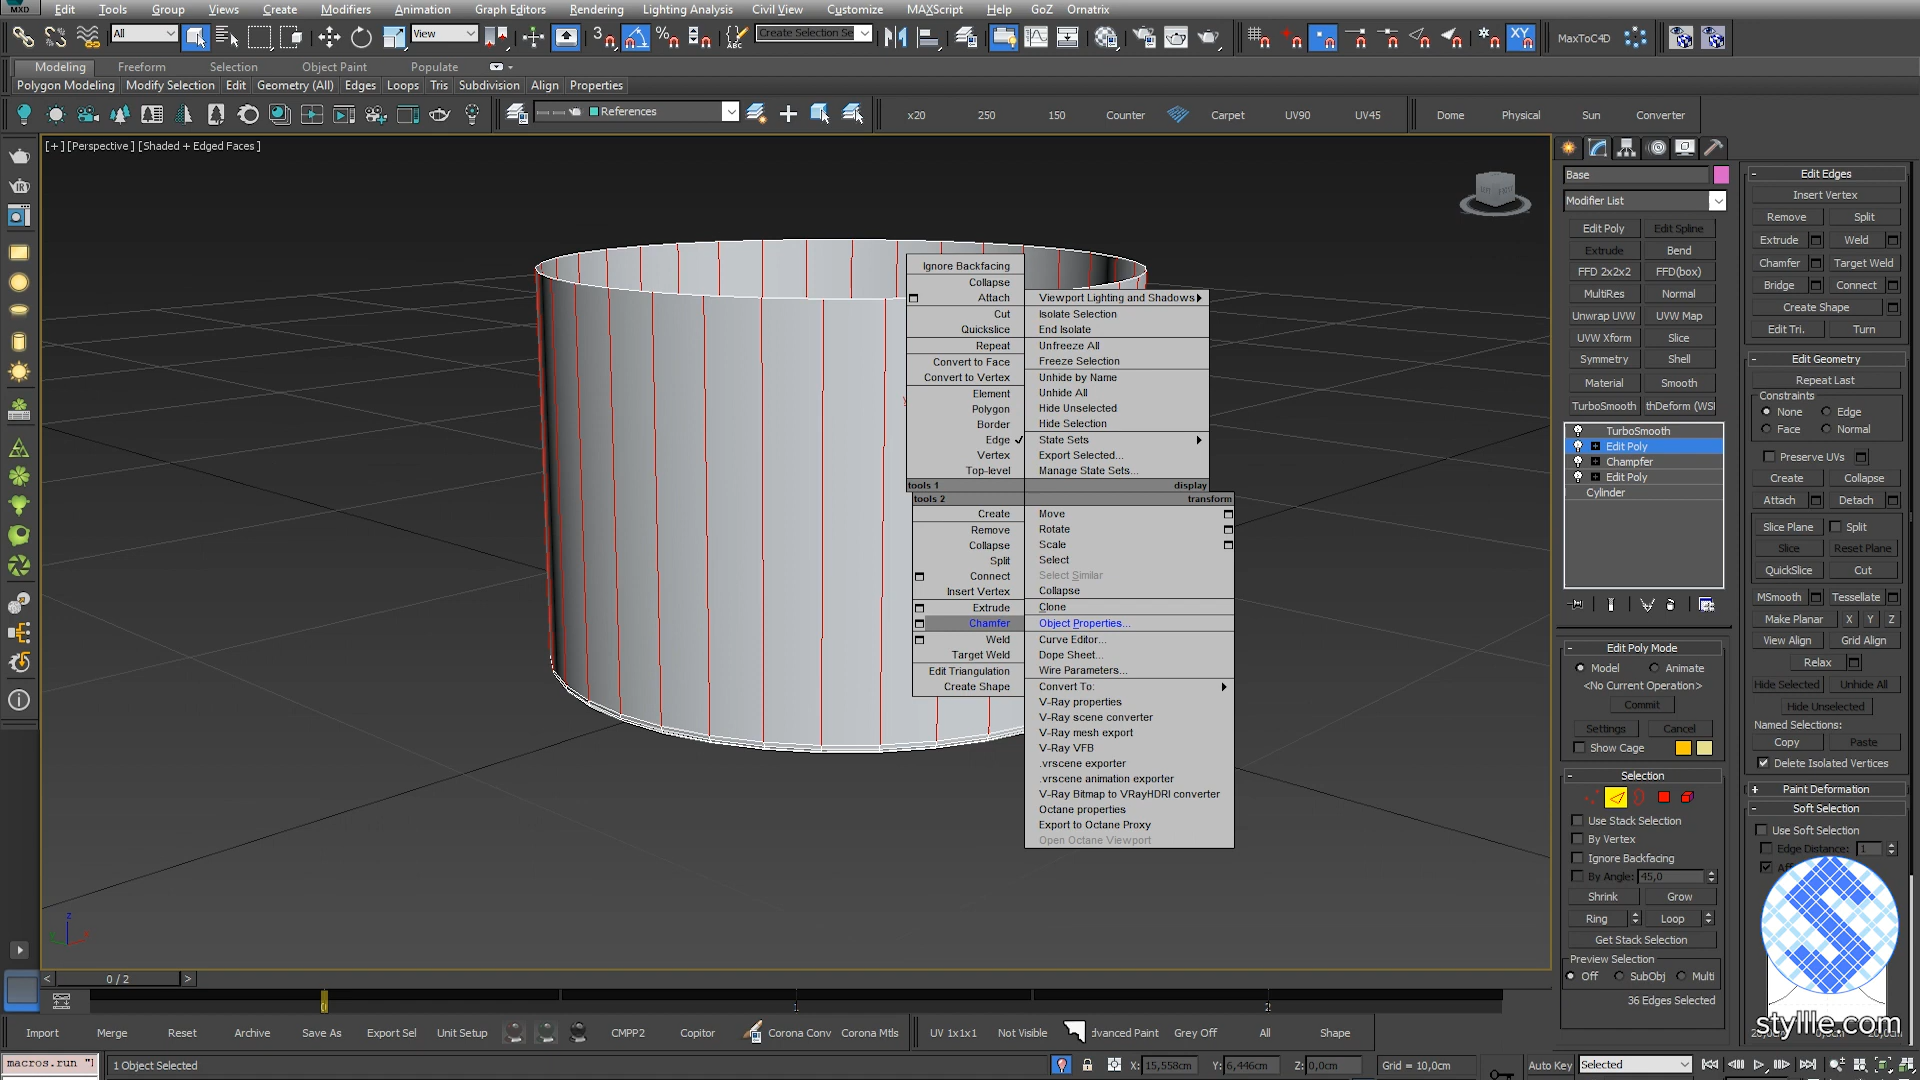 MXD Edit Tools Group Views Create Modifiers Animation Graph Editors Rendering Lighting Analysis Civil View Customize MAXScript Help GoZ Ornatrix
All View 3 Create Selection Se XY MaxToC4D
Modeling Freeform Selection Object Paint Populate
Polygon Modeling Modify Selection Edit Geometry (All) Edges Loops Tris Subdivision Align Properties
References x20 250 150 Counter Carpet UV90 UV45 Dome Physical Sun Converter
[+] [Perspective] [Shaded + Edged Faces]
Ignore Backfacing
Collapse
Attach
Cut
Quickslice
Repeat
Convert to Face
Convert to Vertex
Element
Polygon
Border
Edge
Vertex
Top-level
tools 1
Viewport Lighting and Shadows
Isolate Selection
End Isolate
Unfreeze All
Freeze Selection
Unhide by Name
Unhide All
Hide Unselected
Hide Selection
State Sets
Export Selected...
Manage State Sets...
display
tools 2
Create
Remove
Collapse
Split
Connect
Insert Vertex
Extrude
Chamfer
Weld
Target Weld
Edit Triangulation
Create Shape
transform
Move
Rotate
Scale
Select
Select Similar
Collapse
Clone
Object Properties...
Curve Editor...
Dope Sheet...
Wire Parameters...
Convert To:
V-Ray properties
V-Ray scene converter
V-Ray mesh export
V-Ray VFB
.vrscene exporter
.vrscene animation exporter
V-Ray Bitmap to VRayHDRI converter
Octane properties
Export to Octane Proxy
Open Octane Viewport
Base
Modifier List
Edit Poly Edit Spline
Extrude Bend
FFD 2x2x2 FFD(box)
MultiRes Normal
Unwrap UVW UVW Map
UVW Xform Slice
Symmetry Shell
Material Smooth
TurboSmooth thDeform (WS
TurboSmooth
Edit Poly
Champfer
Edit Poly
Cylinder
Edit Poly Mode
Model Animate
<No Current Operation>
Commit
Settings Cancel
Show Cage
Selection
Use Stack Selection
By Vertex
Ignore Backfacing
By Angle: 45,0
Shrink Grow
Ring Loop
Get Stack Selection
Preview Selection
Off SubObj Multi
36 Edges Selected
Edit Edges
Insert Vertex
Remove Split
Extrude Weld
Chamfer Target Weld
Bridge Connect
Create Shape
Edit Tri. Turn
Edit Geometry
Repeat Last
Constraints
None Edge
Face Normal
Preserve UVs
Create Collapse
Attach Detach
Slice Plane Split
Slice Reset Plane
QuickSlice Cut
MSmooth Tessellate
Make Planar X Y Z
View Align Grid Align
Relax
Hide Selected Unhide All
Hide Unselected
Named Selections:
Copy Paste
Delete Isolated Vertices
Paint Deformation
Soft Selection
Use Soft Selection
Edge Distance: 1
styllle.com
z
< 0 / 2 >
0 1 2
Import Merge Reset Archive Save As Export Sel Unit Setup CMPP2 Copitor Corona Conv Corona Mtls UV 1x1x1 Not Visible dvanced Paint Grey Off All Shape
macros.run "I 1 Object Selected X: 15,558cm Y: 6,446cm Z: 0,0cm Grid = 10,0cm Auto Key Selected